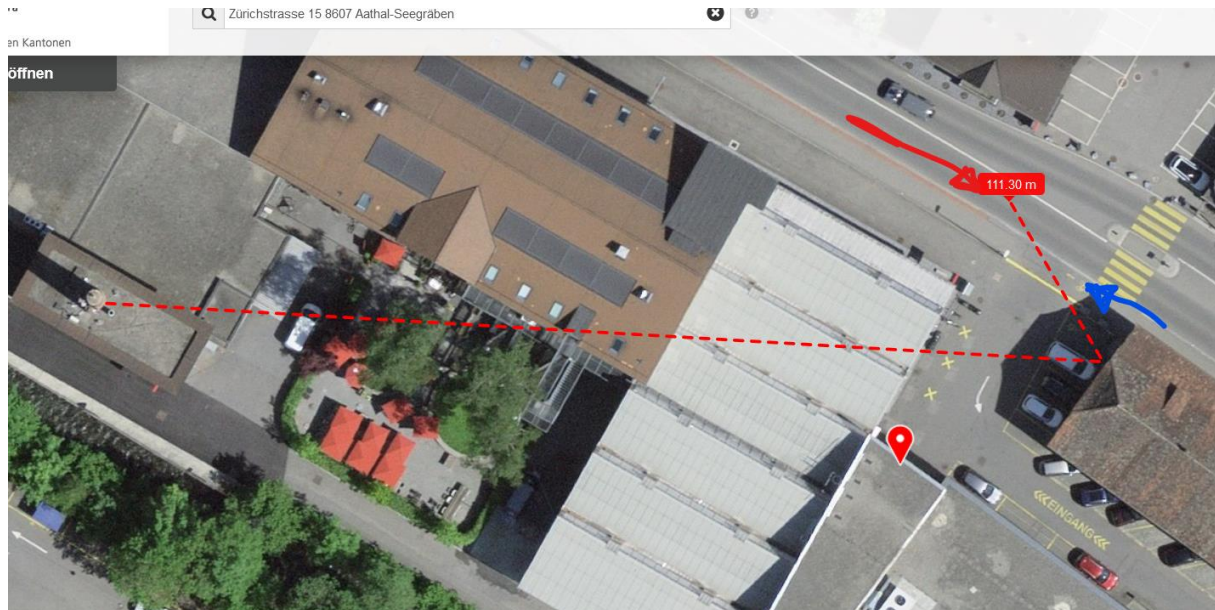 Zürichstrasse 15 8607 Aathal-Seegräben
en Kantonen
öffnen
111.30 m
<<EINGANG<<